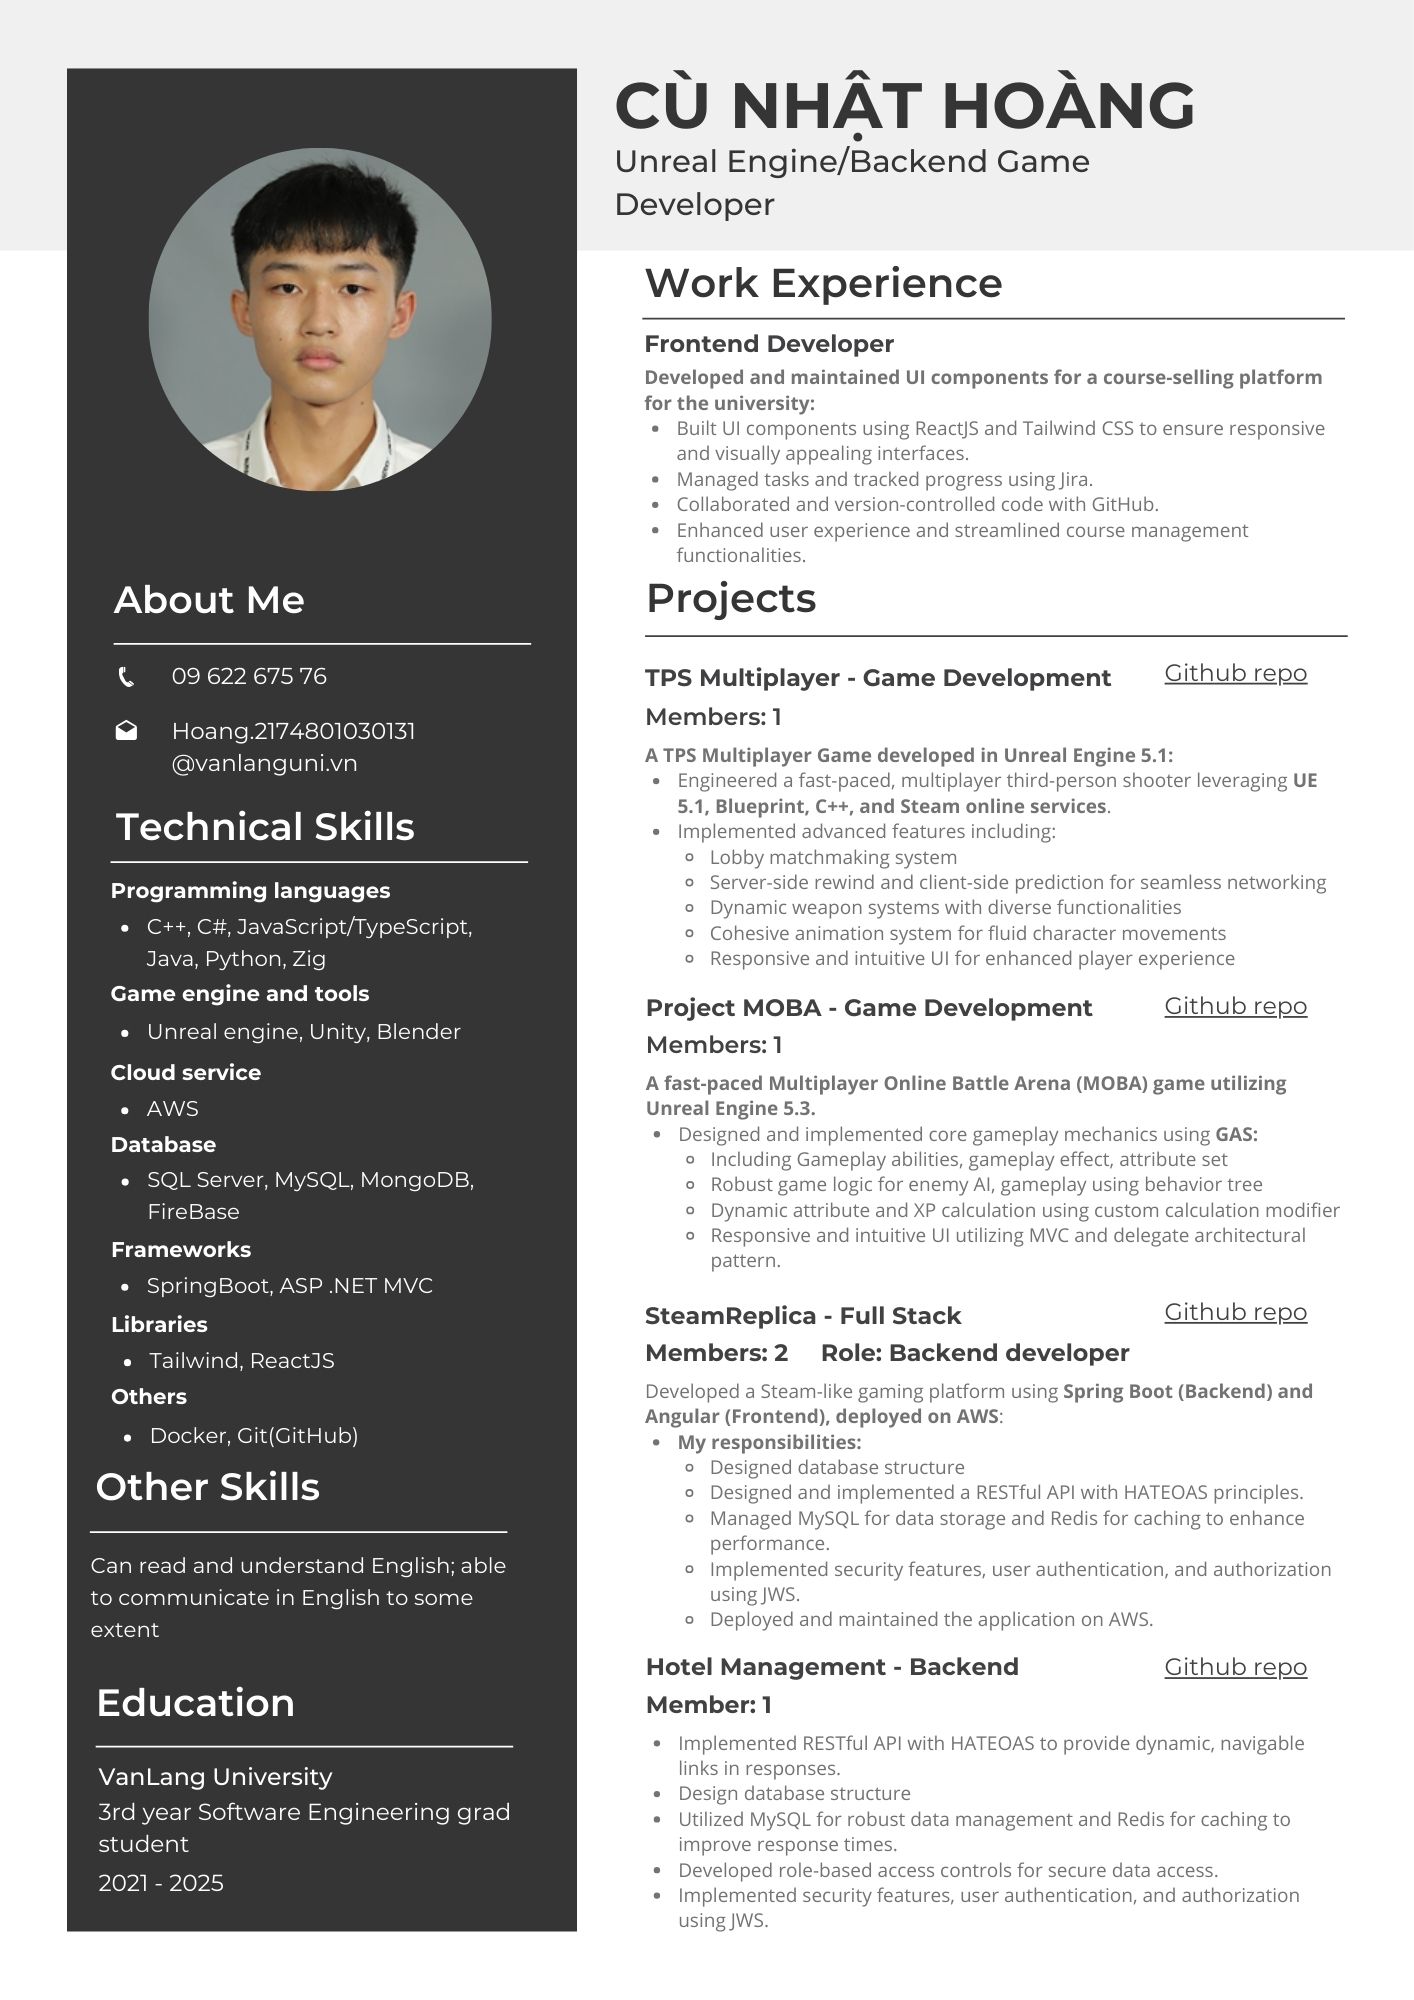 CÙ NHẬT HOÀNG
Unreal Engine/Backend Game
Developer
About Me
09 622 675 76
Hoang.2174801030131
@vanlanguni.vn
Technical Skills
Programming languages
• C++, C#, JavaScript/TypeScript,
Java, Python, Zig
Game engine and tools
• Unreal engine, Unity, Blender
Cloud service
• AWS
Database
• SQL Server, MySQL, MongoDB,
FireBase
Frameworks
• SpringBoot, ASP .NET MVC
Libraries
• Tailwind, ReactJS
Others
• Docker, Git(GitHub)
Other Skills
Can read and understand English; able
to communicate in English to some
extent
Education
VanLang University
3rd year Software Engineering grad
student
2021 - 2025
Work Experience
Frontend Developer
Developed and maintained UI components for a course-selling platform
for the university:
• Built UI components using ReactJS and Tailwind CSS to ensure responsive
and visually appealing interfaces.
• Managed tasks and tracked progress using Jira.
• Collaborated and version-controlled code with GitHub.
• Enhanced user experience and streamlined course management
functionalities.
Projects
TPS Multiplayer - Game Development Github repo
Members: 1
A TPS Multiplayer Game developed in Unreal Engine 5.1:
• Engineered a fast-paced, multiplayer third-person shooter leveraging UE
5.1, Blueprint, C++, and Steam online services.
• Implemented advanced features including:
◦ Lobby matchmaking system
◦ Server-side rewind and client-side prediction for seamless networking
◦ Dynamic weapon systems with diverse functionalities
◦ Cohesive animation system for fluid character movements
◦ Responsive and intuitive UI for enhanced player experience
Project MOBA - Game Development Github repo
Members: 1
A fast-paced Multiplayer Online Battle Arena (MOBA) game utilizing
Unreal Engine 5.3.
• Designed and implemented core gameplay mechanics using GAS:
◦ Including Gameplay abilities, gameplay effect, attribute set
◦ Robust game logic for enemy AI, gameplay using behavior tree
◦ Dynamic attribute and XP calculation using custom calculation modifier
◦ Responsive and intuitive UI utilizing MVC and delegate architectural
pattern.
SteamReplica - Full Stack Github repo
Members: 2 Role: Backend developer
Developed a Steam-like gaming platform using Spring Boot (Backend) and
Angular (Frontend), deployed on AWS:
• My responsibilities:
◦ Designed database structure
◦ Designed and implemented a RESTful API with HATEOAS principles.
◦ Managed MySQL for data storage and Redis for caching to enhance
performance.
◦ Implemented security features, user authentication, and authorization
using JWS.
◦ Deployed and maintained the application on AWS.
Hotel Management - Backend Github repo
Member: 1
• Implemented RESTful API with HATEOAS to provide dynamic, navigable
links in responses.
• Design database structure
• Utilized MySQL for robust data management and Redis for caching to
improve response times.
• Developed role-based access controls for secure data access.
• Implemented security features, user authentication, and authorization
using JWS.